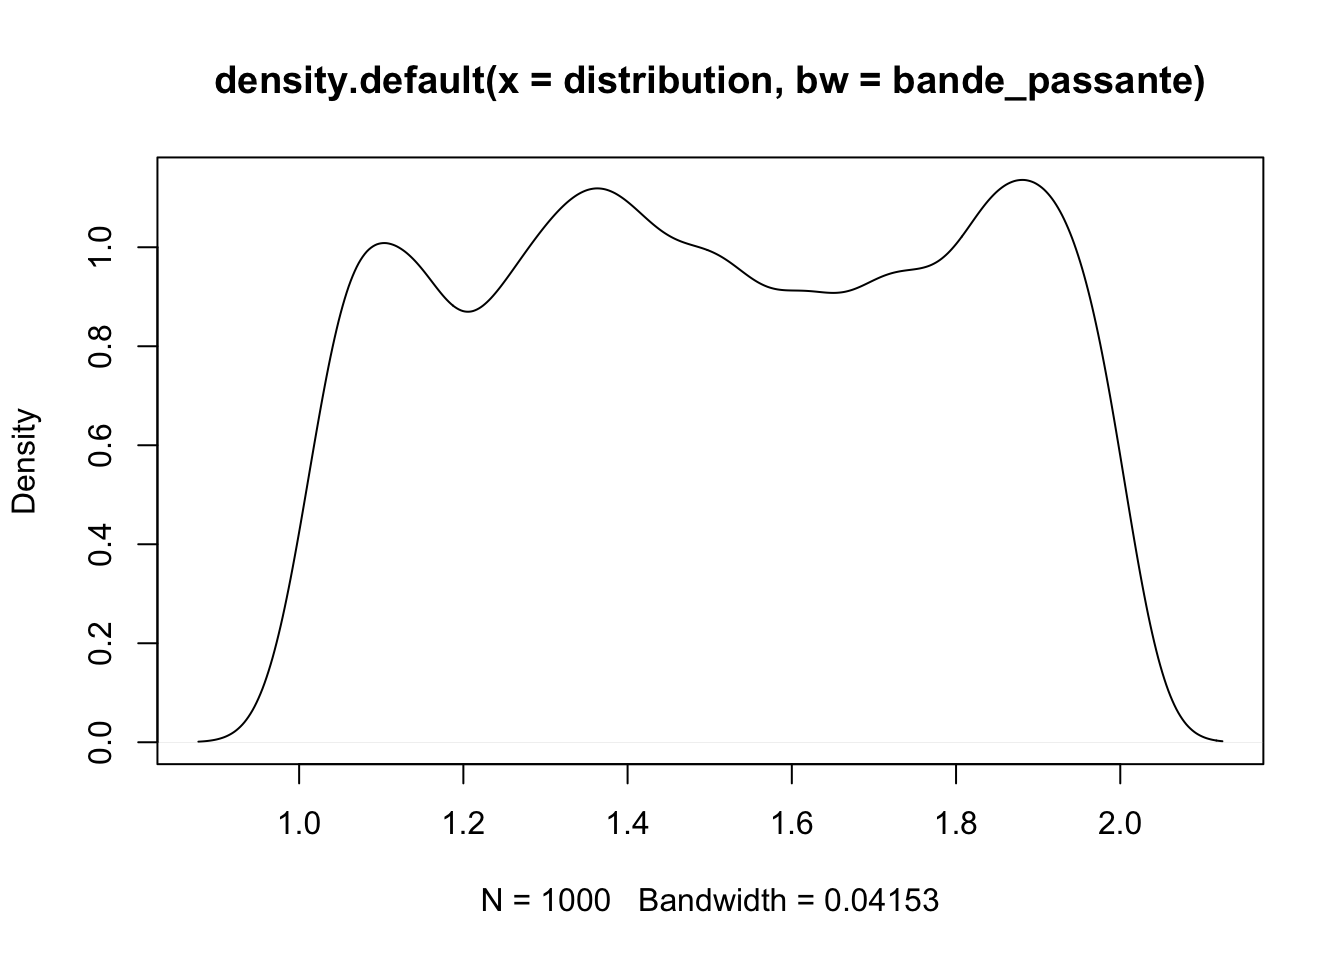 density.default(x = distribution, bw = bande_passante)
Density
1.0
0.8
0.6
0.4
0.2
0.0
1.0 1.2 1.4 1.6 1.8 2.0
N = 1000 Bandwidth = 0.04153